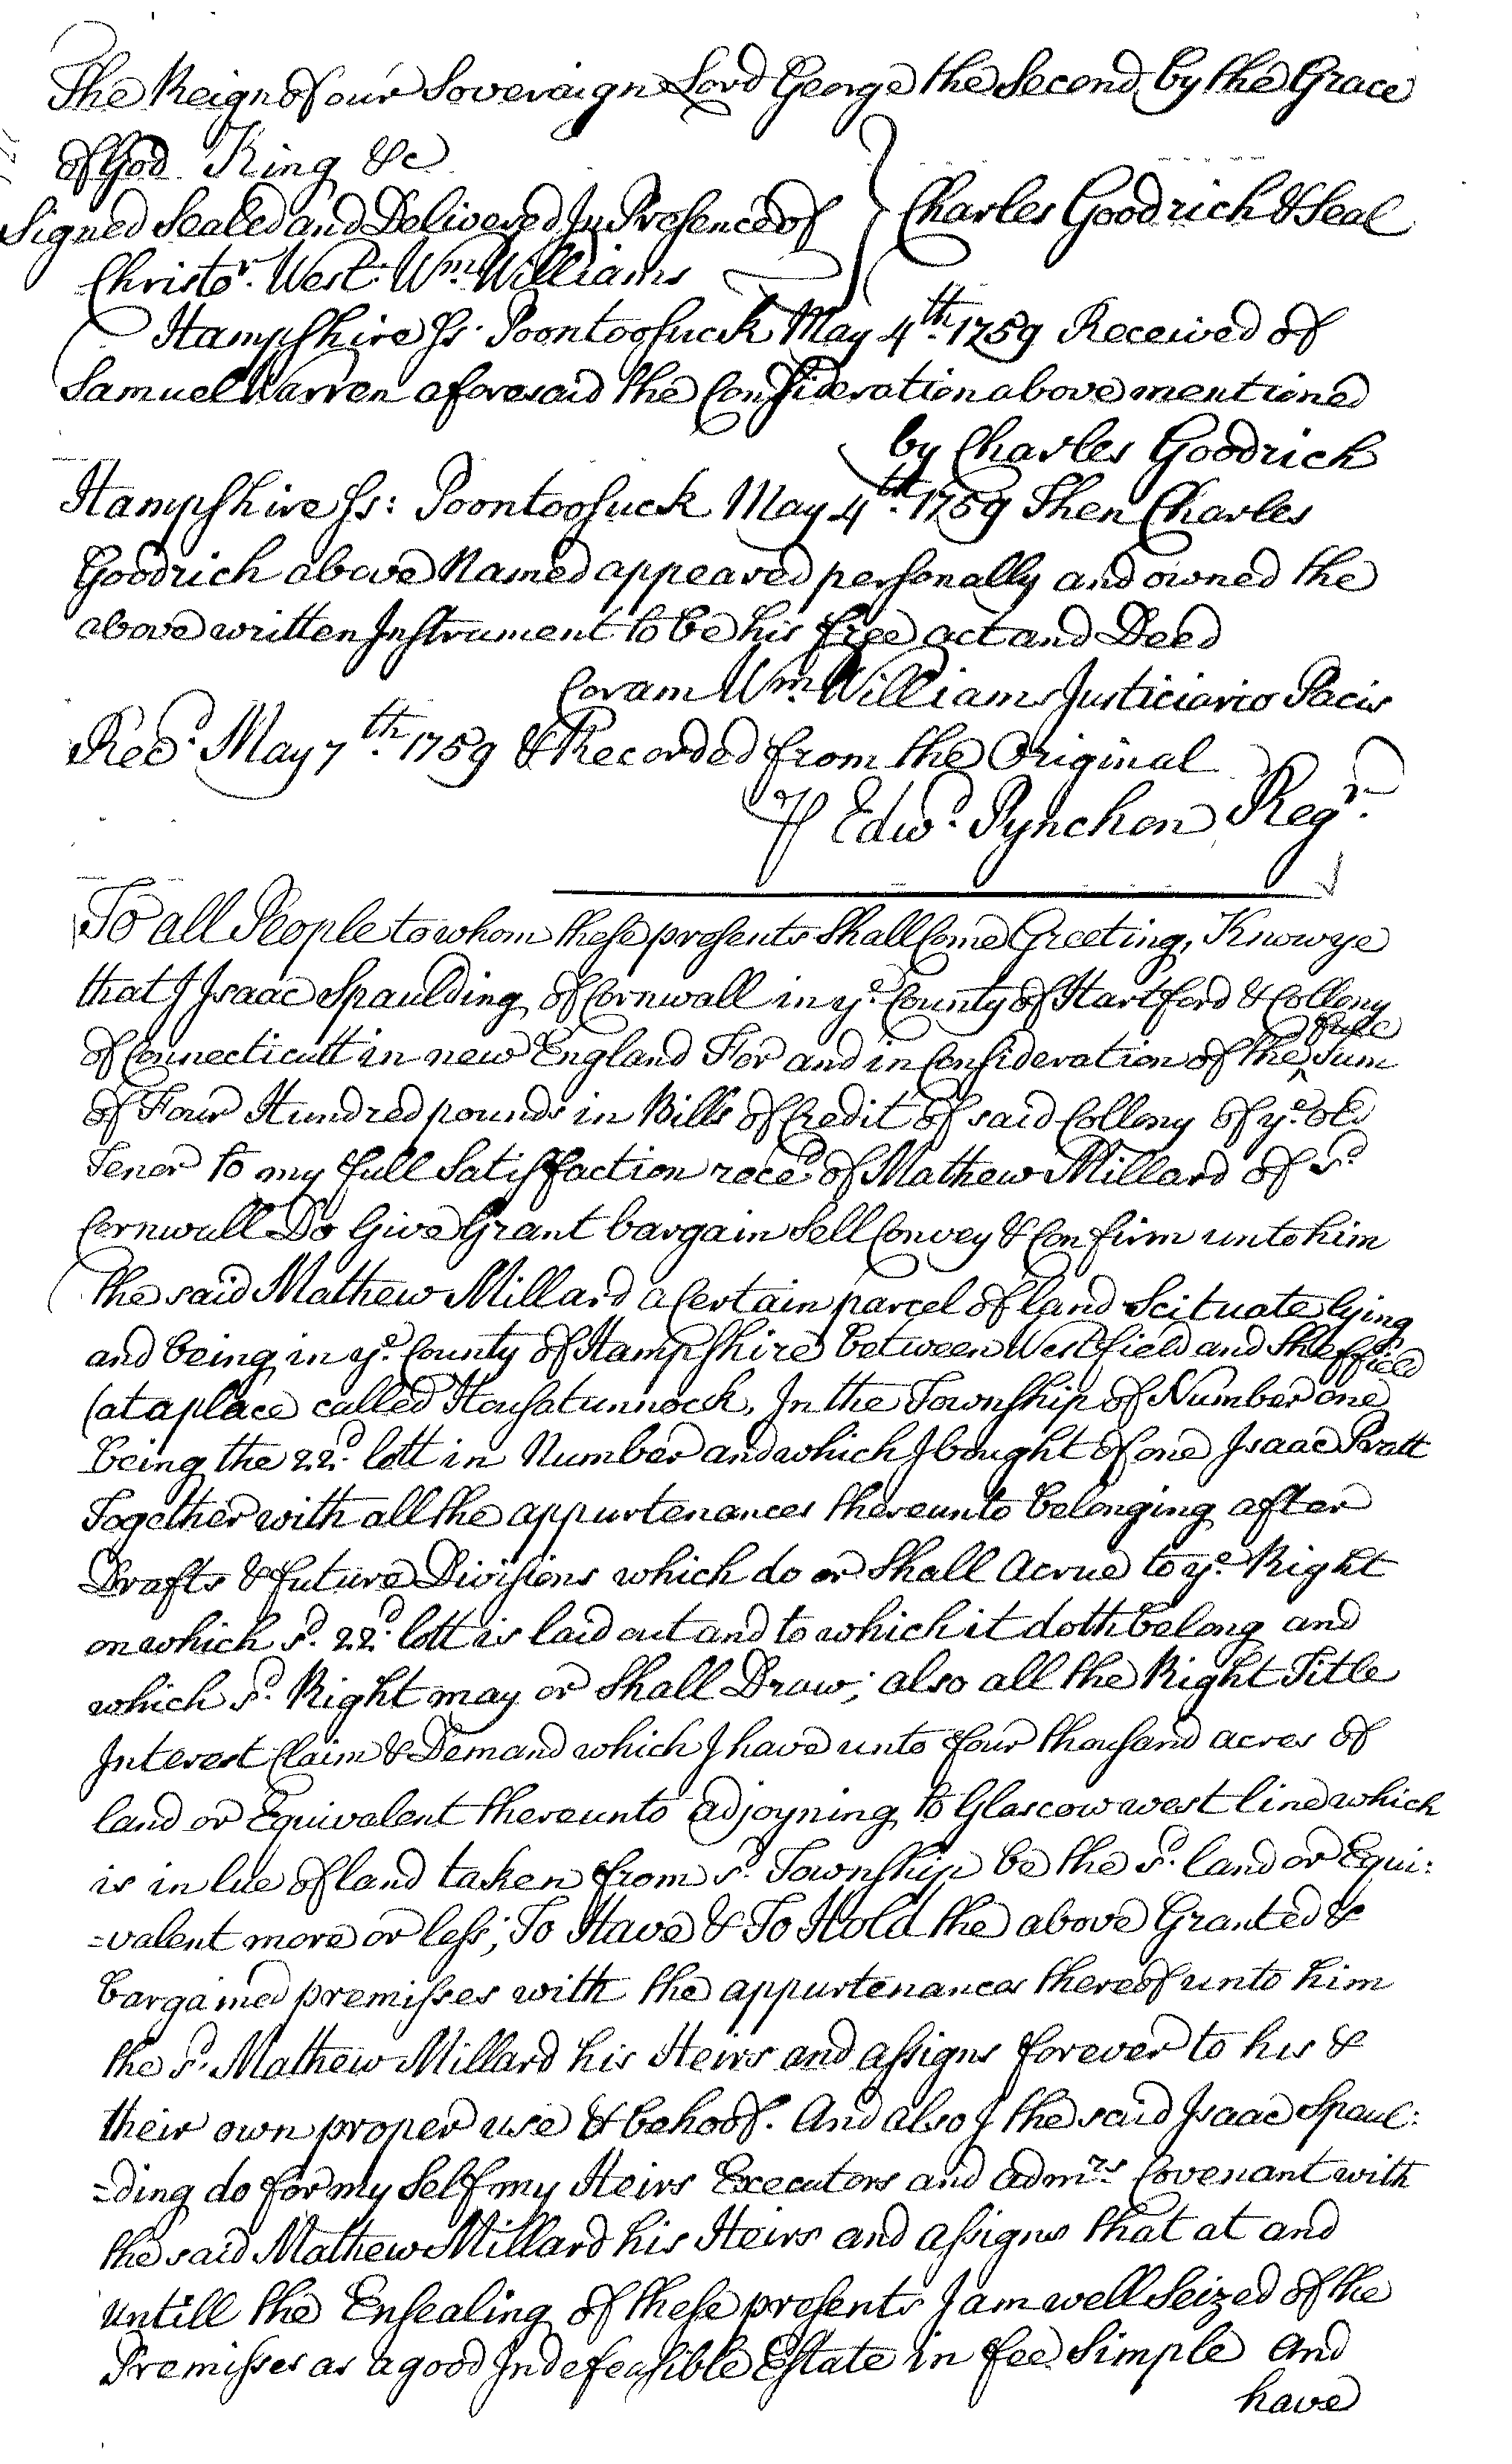 The Reign of our Soveraign Lord George the Second by the Grace
of God King &c
Signed Sealed and Delivered In Presence of } Charles Goodrich & Seal
Christor. West. Wm. Williams
Hampshire Ss. Poontoosuck May 4th. 1759 Received of
Samuel Warren aforesaid the Consideration above mentioned
by Charles Goodrich
Hampshire Ss: Poontoosuck May 4th. 1759 Then Charles
Goodrich above Named appeared personally and owned the
above written Instrument to be his free act and Deed
Coram Wm. Williams Justiciario Pacis
Recd. May 7th. 1759 & Recorded from the Original
℘ Edwd. Pynchon Regr.
To all People to whom these presents Shall Come Greeting, Know ye
that I Isaac Spaulding of Cornwall in ye. County of Hartford & Collony
of Connecticutt in new England For and in Consideration of the ^full Sum
of Four Hundred pounds in Bills of Credit of said Collony of ye. old
Tenor to my full Satisfaction reced. of Mathew Millard of sd.
Cornwall Do Give Grant bargain Sell Convey & Confirm unto him
the said Mathew Millard a Certain parcel of land Scituate lying
and being in ye. County of Hampshire between Westfield and Sheffield
(at a place called Housatunnock, In the Township of Number one
being the 22d. lott in Number and which I bought of one Isaac Pratt
Together with all the appurtenances thereunto belonging after
Drafts & future Divisions which do or Shall Acrue to ye. Right
on which sd. 22d. lott is laid out and to which it doth belong and
which sd. Right may or Shall Draw; also all the Right Title
Interest Claim & Demand which I have unto four thousand acres of
land or Equivalent thereunto adjoyning to Glascow west line which
is in lue of land taken from sd. Township be the sd. land or Equi:
=valent more or less; To Have & To Hold the above Granted &
bargained premisses with the appurtenances thereof unto him
the sd. Mathew Millard his Heirs and assigns forever to his &
their own proper use & behoof. And also I the said Isaac Spaul:
=ding do for my Self my Heirs Executors and admrs Covenant with
the said Mathew Millard his Heirs and assigns that at and
untill the Ensealing of these presents I am well Seized of the
Premisses as a good Indefeasible Estate in fee Simple And
have